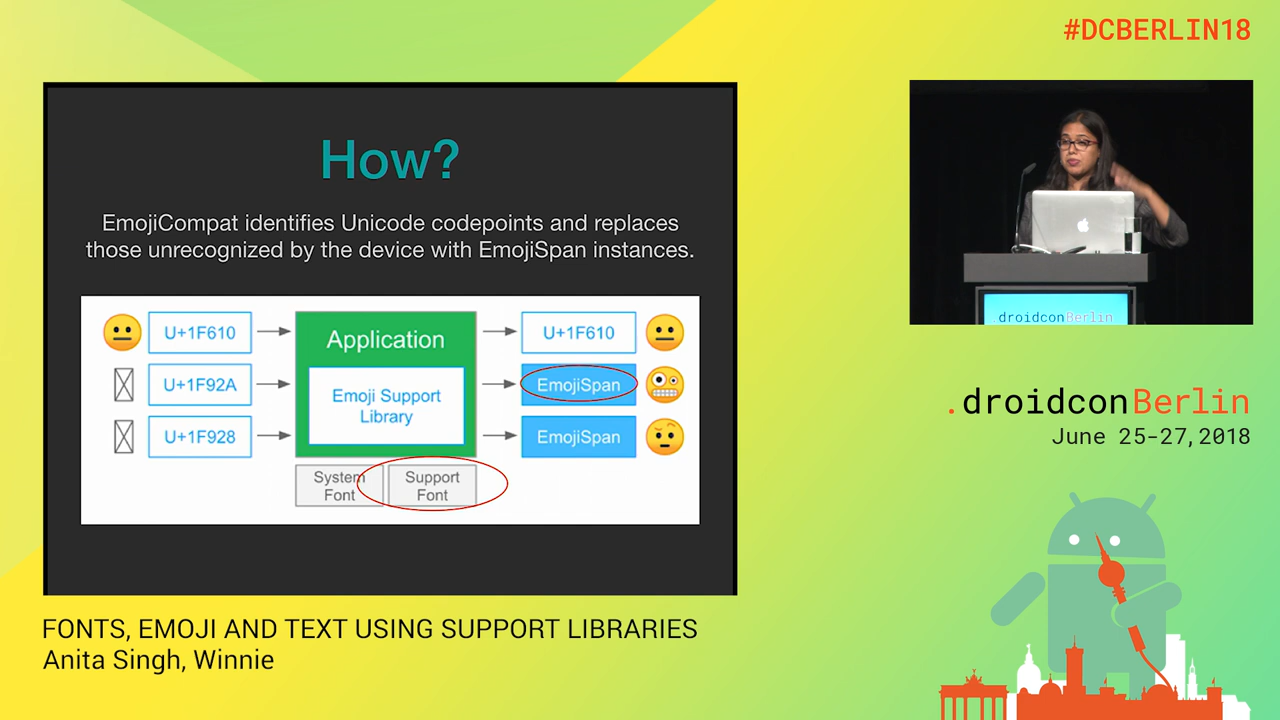 #DCBERLIN18
How?
EmojiCompat identifies Unicode codepoints and replaces
those unrecognized by the device with EmojiSpan instances.
U+1F610
Application
U+1F610
U+1F92A
Emoji Support
Library
EmojiSpan
U+1F928
EmojiSpan
System
Font
Support
Font
droidconBerlin
.droidconBerlin
June 25-27, 2018
FONTS, EMOJI AND TEXT USING SUPPORT LIBRARIES
Anita Singh, Winnie